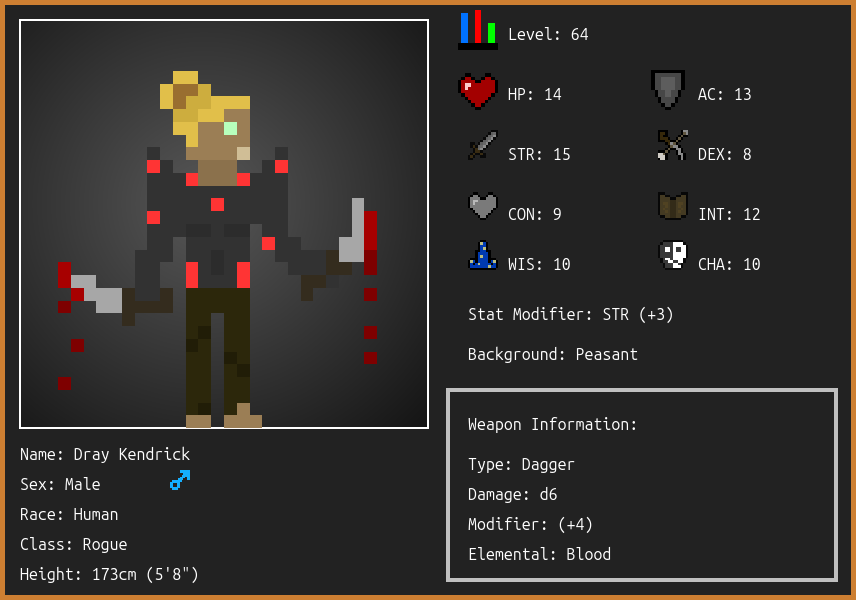 Level: 64
HP: 14
AC: 13
STR: 15
DEX: 8
CON: 9
INT: 12
WIS: 10
CHA: 10
Stat Modifier: STR (+3)
Background: Peasant
Weapon Information:
Type: Dagger
Damage: d6
Modifier: (+4)
Elemental: Blood
Name: Dray Kendrick
Sex: Male
Race: Human
Class: Rogue
Height: 173cm (5'8")